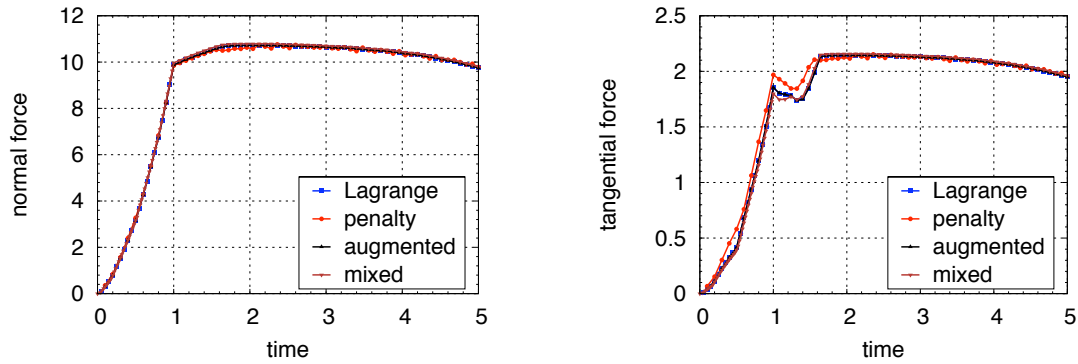 12
10
8
6
4
2
0
normal force
0 1 2 3 4 5
time
Lagrange
penalty
augmented
mixed
2.5
2
1.5
1
0.5
0
tangential force
0 1 2 3 4 5
time
Lagrange
penalty
augmented
mixed